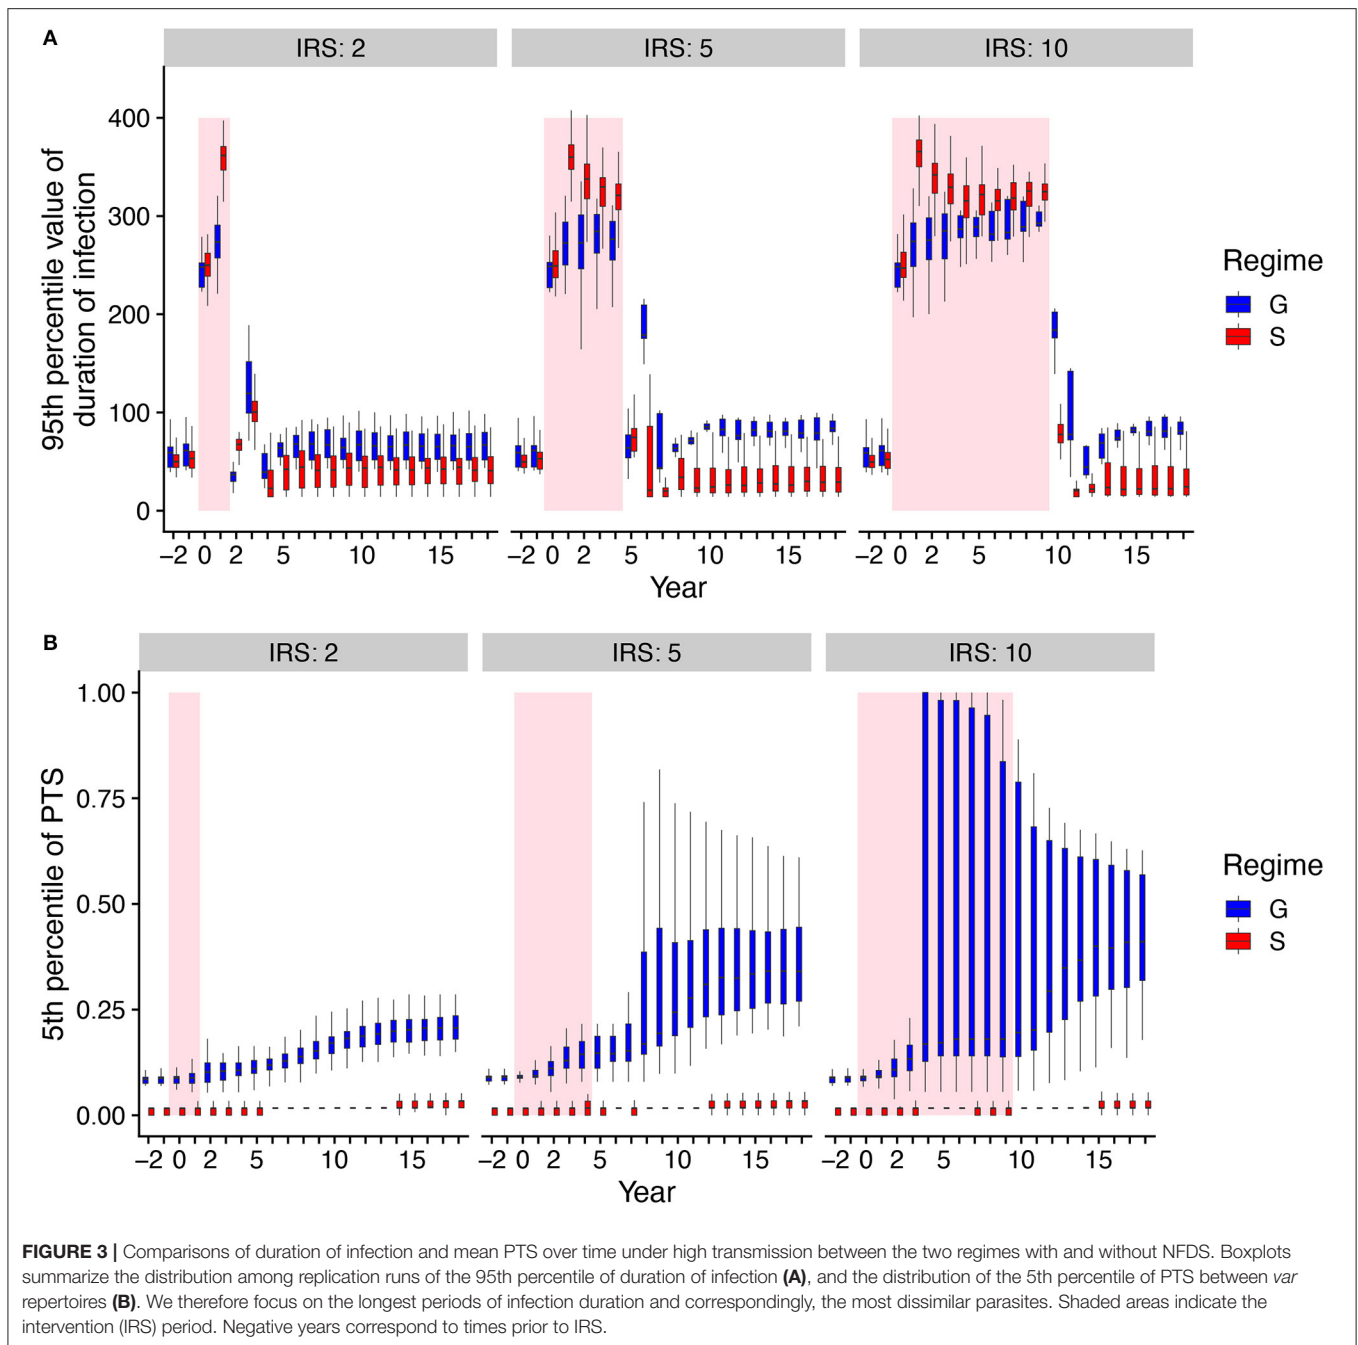 A
IRS: 2
IRS: 5
IRS: 10
400
300
200
100
0
95th percentile value of
duration of infection
−2 0 2 5 10 15
−2 0 2 5 10 15
−2 0 2 5 10 15
Year
Regime
G
S
B
IRS: 2
IRS: 5
IRS: 10
1.00
0.75
0.50
0.25
0.00
5th percentile of PTS
−2 0 2 5 15
−2 0 2 5 15
−2 0 2 5 10 15
Year
Regime
G
S
FIGURE 3 | Comparisons of duration of infection and mean PTS over time under high transmission between the two regimes with and without NFDS. Boxplots
summarize the distribution among replication runs of the 95th percentile of duration of infection (A), and the distribution of the 5th percentile of PTS between var
repertoires (B). We therefore focus on the longest periods of infection duration and correspondingly, the most dissimilar parasites. Shaded areas indicate the
intervention (IRS) period. Negative years correspond to times prior to IRS.